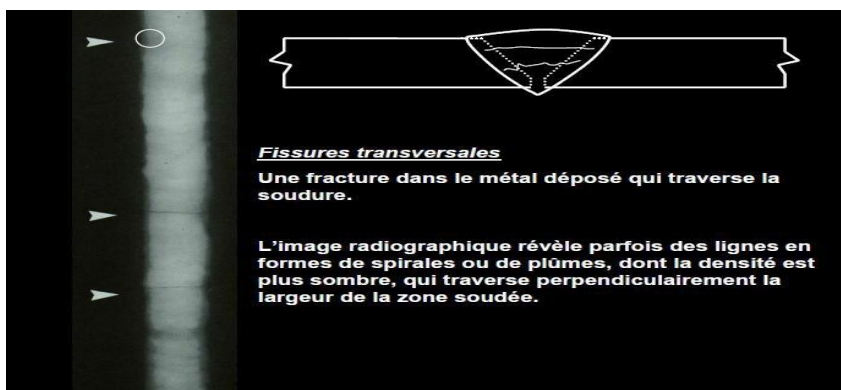 Fissures transversales
Une fracture dans le métal déposé qui traverse la
soudure.
L'image radiographique révèle parfois des lignes en
formes de spirales ou de plûmes, dont la densité est
plus sombre, qui traverse perpendiculairement la
largeur de la zone soudée.